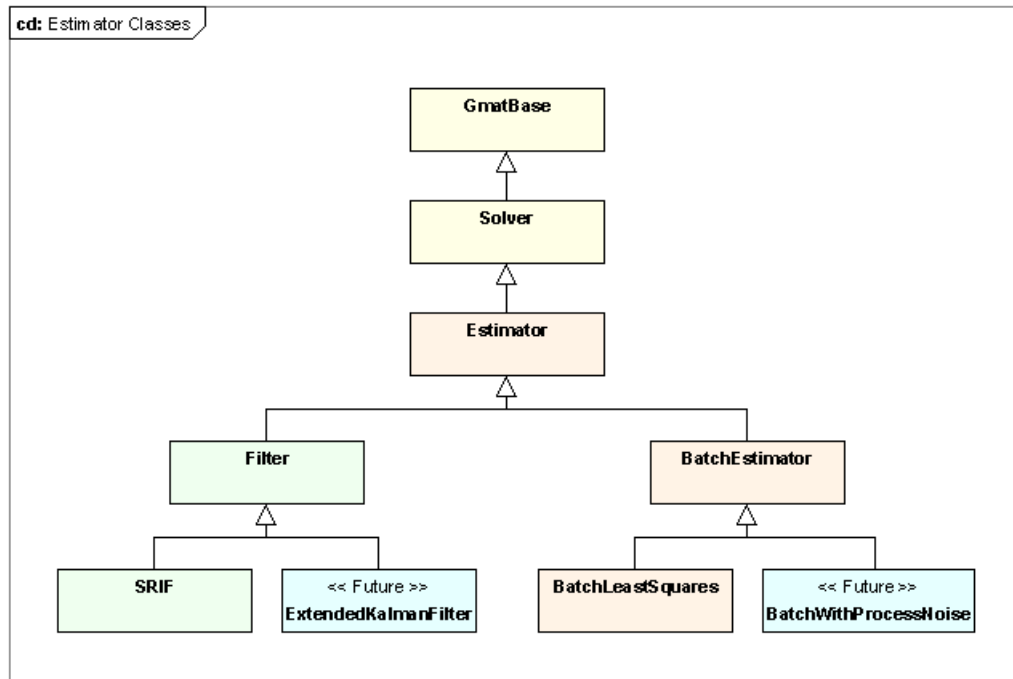 cd: Estimator Classes
GmatBase
Solver
Estimator
Filter
BatchEstimator
SRIF
<< Future >>
ExtendedKalmanFilter
BatchLeastSquares
<< Future >>
BatchWithProcessNoise